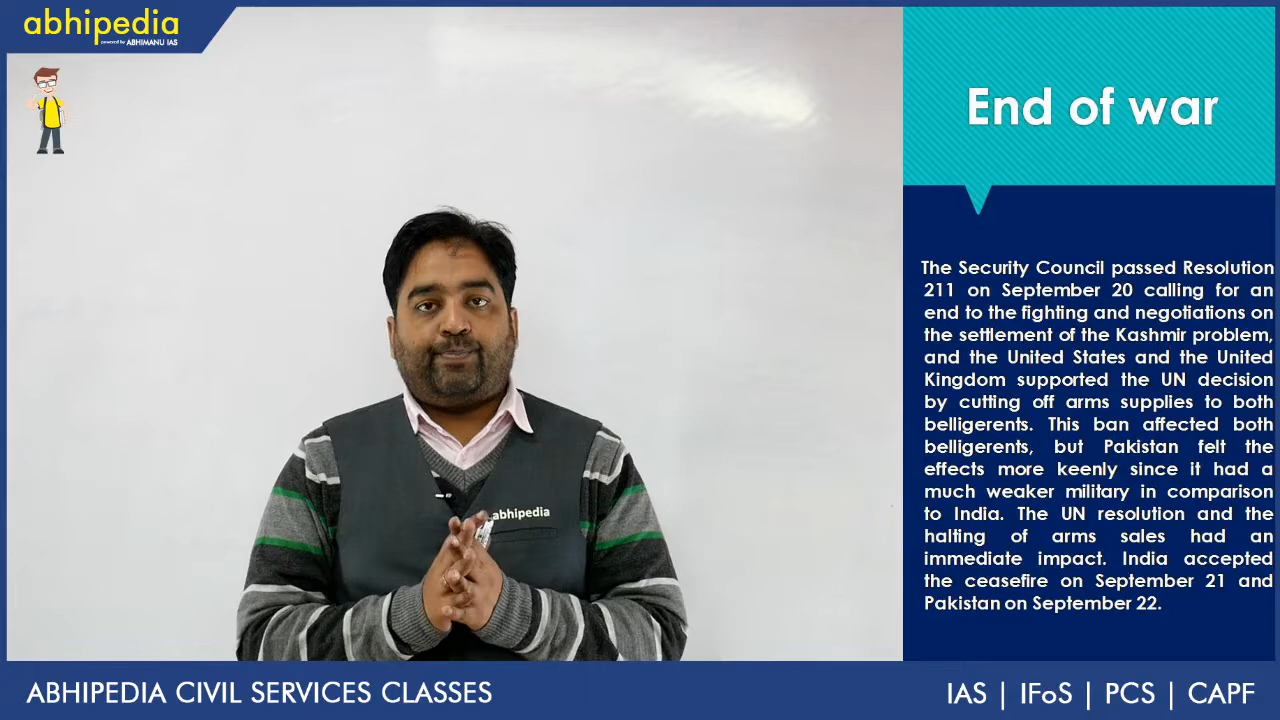 abhipedia
powered by ABHIMANU IAS
End of war
The Security Council passed Resolution
211 on September 20 calling for an
end to the fighting and negotiations on
the settlement of the Kashmir problem,
and the United States and the United
Kingdom supported the UN decision
by cutting off arms supplies to both
belligerents. This ban affected both
belligerents, but Pakistan felt the
effects more keenly since it had a
much weaker military in comparison
to India. The UN resolution and the
halting of arms sales had an
immediate impact. India accepted
the ceasefire on September 21 and
Pakistan on September 22.
abhipedia
ABHIPEDIA CIVIL SERVICES CLASSES
IAS | IFoS | PCS | CAPF